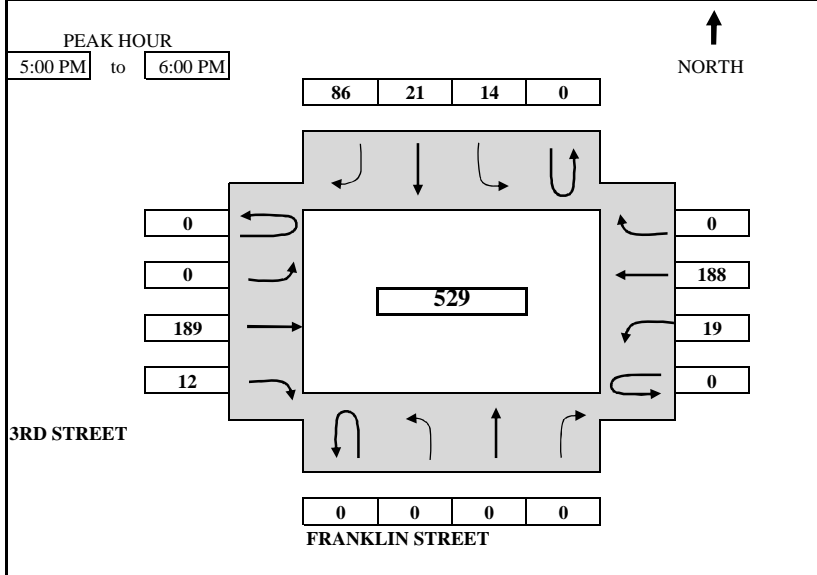 PEAK HOUR
5:00 PM to 6:00 PM
NORTH
86 21 14 0
0 0
0 188
529
189 19
12 0
3RD STREET
0 0 0 0
FRANKLIN STREET